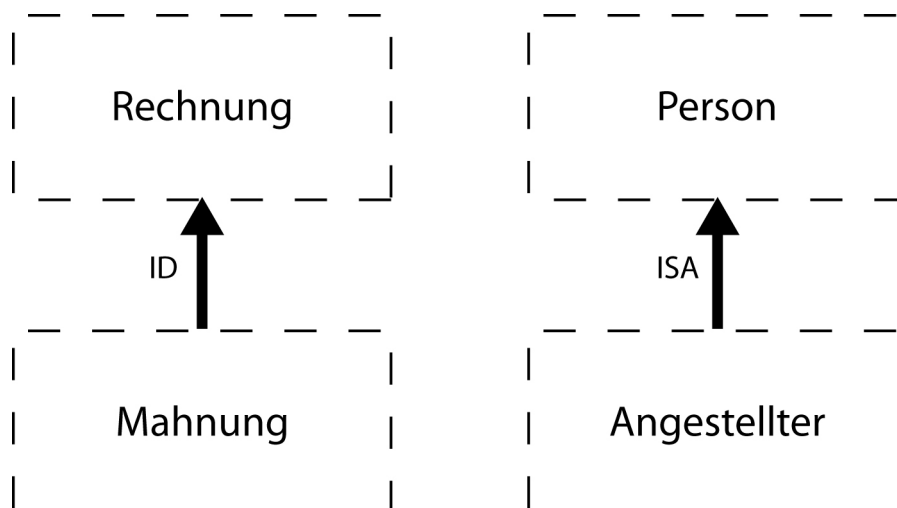 Rechnung
Person
ID
ISA
Mahnung
Angestellter